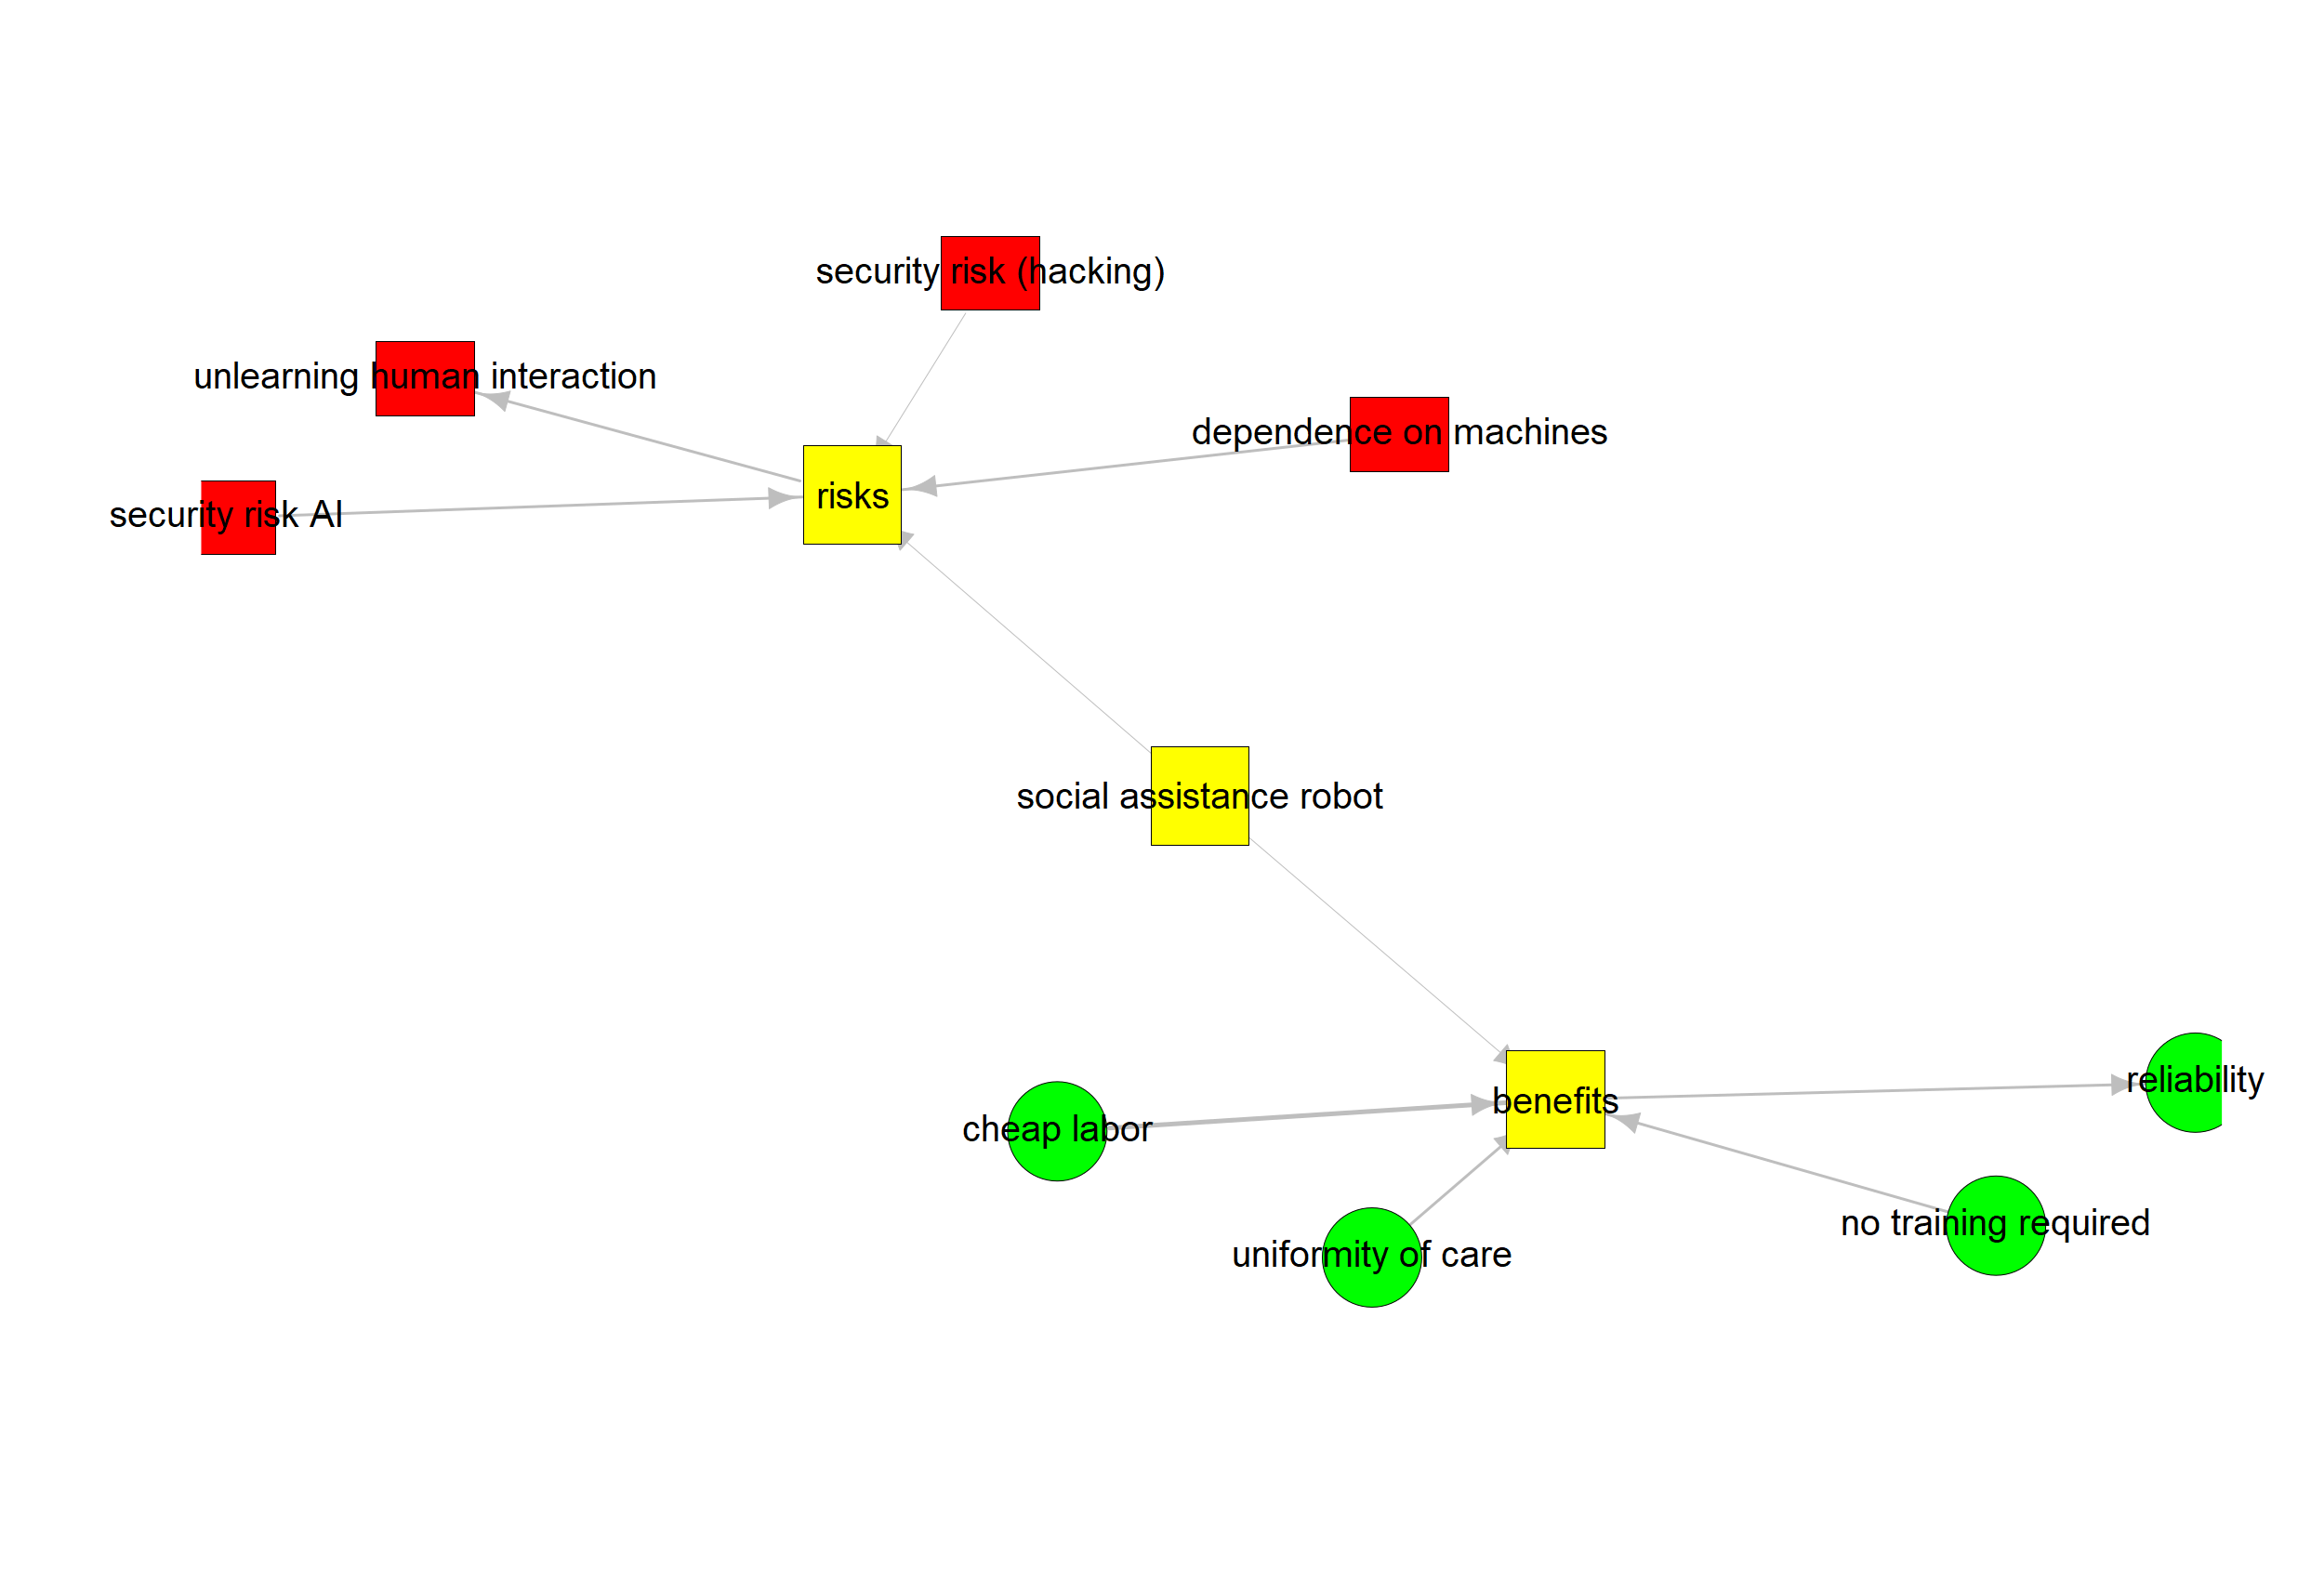 security risk (hacking)
unlearning human interaction
dependence on machines
risks
security risk AI
social assistance robot
reliability
benefits
cheap labor
no training required
uniformity of care